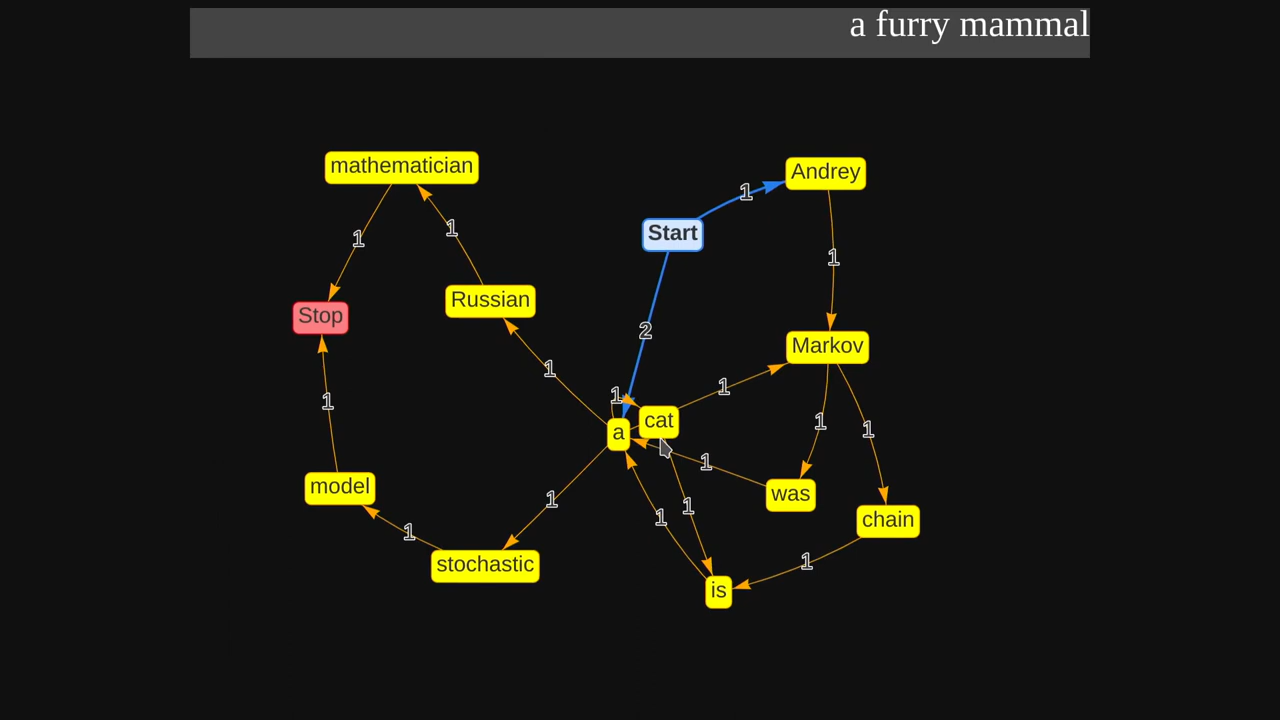 a furry mammal
mathematician
Andrey
1
Start
1
1
1
Russian
Stop
2
Markov
1
1
1
1
cat
a
1
1
1
model
was
1
1
1
chain
1
stochastic
1
is